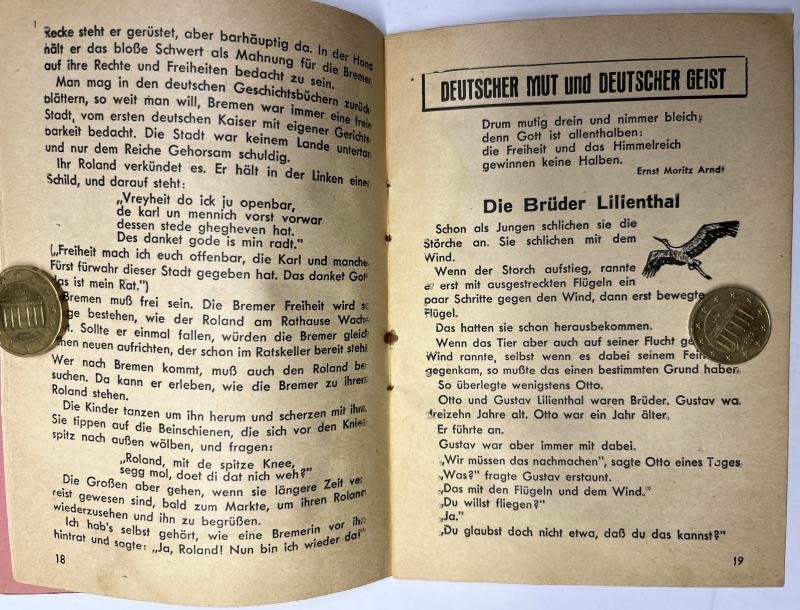 Recke steht er gerüstet, aber barhäuptig da. In der Hand
hält er das bloße Schwert als Mahnung für die Bremer
auf ihre Rechte und Freiheiten bedacht zu sein.
Man mag in den deutschen Geschichtsbüchern zurück-
blättern, so weit man will, Bremen war immer eine freie
Stadt, vom ersten deutschen Kaiser mit eigener Gerichts-
barkeit bedacht. Die Stadt war keinem Lande untertan
und nur dem Reiche Gehorsam schuldig.
Ihr Roland verkündet es. Er hält in der Linken einen
Schild, und darauf steht:
„Vreyheit do ick ju openbar,
de karl un mennich vorst vorwar
dessen stede ghegheven hat.
Des danket gode is min radt."
(„Freiheit mach ich euch offenbar, die Karl und manche
Fürst fürwahr dieser Stadt gegeben hat. Das danket Got
das ist mein Rat.")
Bremen muß frei sein. Die Bremer Freiheit wird so
ge bestehen, wie der Roland am Rathause Wach
t. Sollte er einmal fallen, würden die Bremer gleich
nen neuen aufrichten, der schon im Ratskeller bereit steht.
Wer nach Bremen kommt, muß auch den Roland be-
suchen. Da kann er erleben, wie die Bremer zu ihrem
Roland stehen.
Die Kinder tanzen um ihn herum und scherzen mit ihm.
Sie tippen auf die Beinschienen, die sich vor den Knien
spitz nach außen wölben, und fragen:
„Roland, mit de spitze Knee,
segg mol, doet di dat nich weh?"
Die Großen aber gehen, wenn sie längere Zeit ver-
reist gewesen sind, bald zum Markte, um ihren Roland
wiederzusehen und ihn zu begrüßen.
Ich hab's selbst gehört, wie eine Bremerin vor ihn
hintrat und sagte: „Ja, Roland! Nun bin ich wieder da!"
18
DEUTSCHER MUT und DEUTSCHER GEIST
Drum mutig drein und nimmer bleich;
denn Gott ist allenthalben:
die Freiheit und das Himmelreich
gewinnen keine Halben.
Ernst Moritz Arndt
Die Brüder Lilienthal
Schon als Jungen schlichen sie die
Störche an. Sie schlichen mit dem
Wind.
Wenn der Storch aufstieg, rannte
er erst mit ausgestreckten Flügeln ein
paar Schritte gegen den Wind, dann erst bewegte
Flügel.
Das hatten sie schon herausbekommen.
Wenn das Tier aber auch auf seiner Flucht ge
Wind rannte, selbst wenn es dabei seinem Fein
gegenkam, so mußte das einen bestimmten Grund haben.
So überlegte wenigstens Otto.
Otto und Gustav Lilienthal waren Brüder. Gustav wa
dreizehn Jahre alt. Otto war ein Jahr älter.
Er führte an.
Gustav war aber immer mit dabei.
„Wir müssen das nachmachen", sagte Otto eines Tages
„Was?" fragte Gustav erstaunt.
„Das mit den Flügeln und dem Wind."
„Du willst fliegen?"
„Ja."
„Du glaubst doch nicht etwa, daß du das kannst?"
19